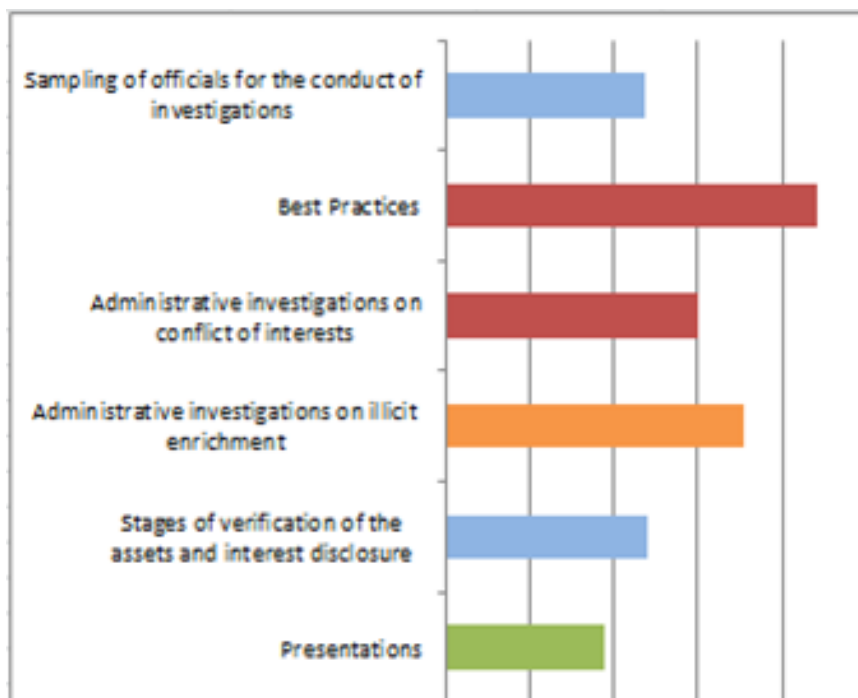 Sampling of officials for the conduct of
investigations
Best Practices
Administrative investigations on
conflict of interests
Administrative investigations on illicit
enrichment
Stages of verification of the
assets and interest disclosure
Presentations